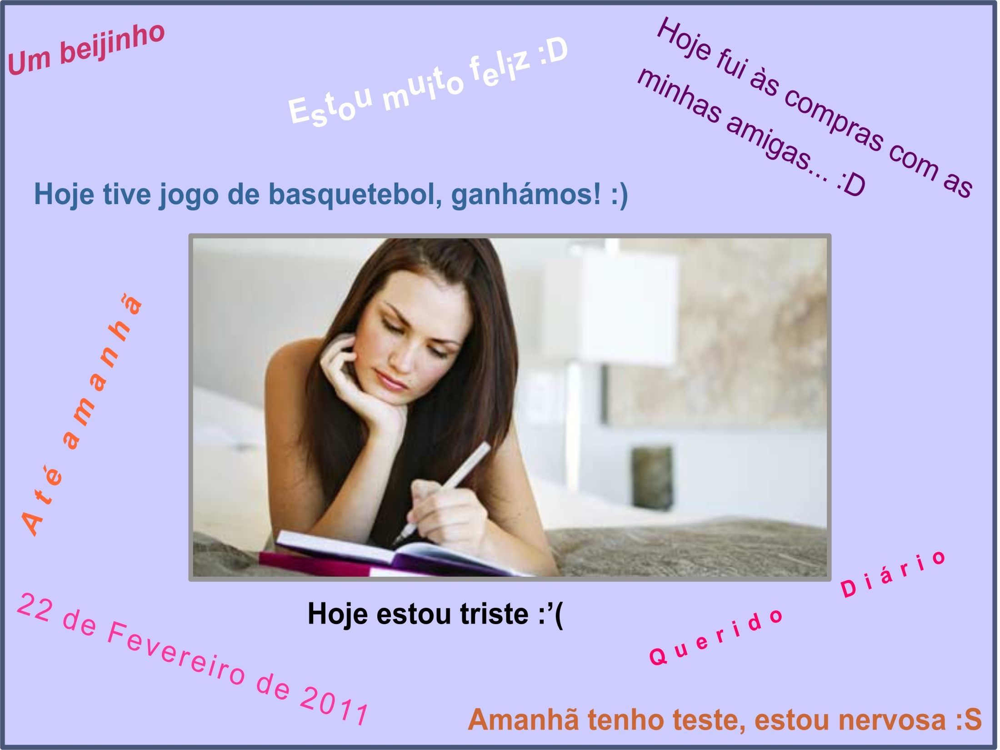 Um beijinho
Estou muito feliz :D
Hoje fui às compras com as
minhas amigas... :D
Hoje tive jogo de basquetebol, ganhámos! :)
Até amanhã
Querido Diário
Hoje estou triste :’(
22 de Fevereiro de 2011
Amanhã tenho teste, estou nervosa :S